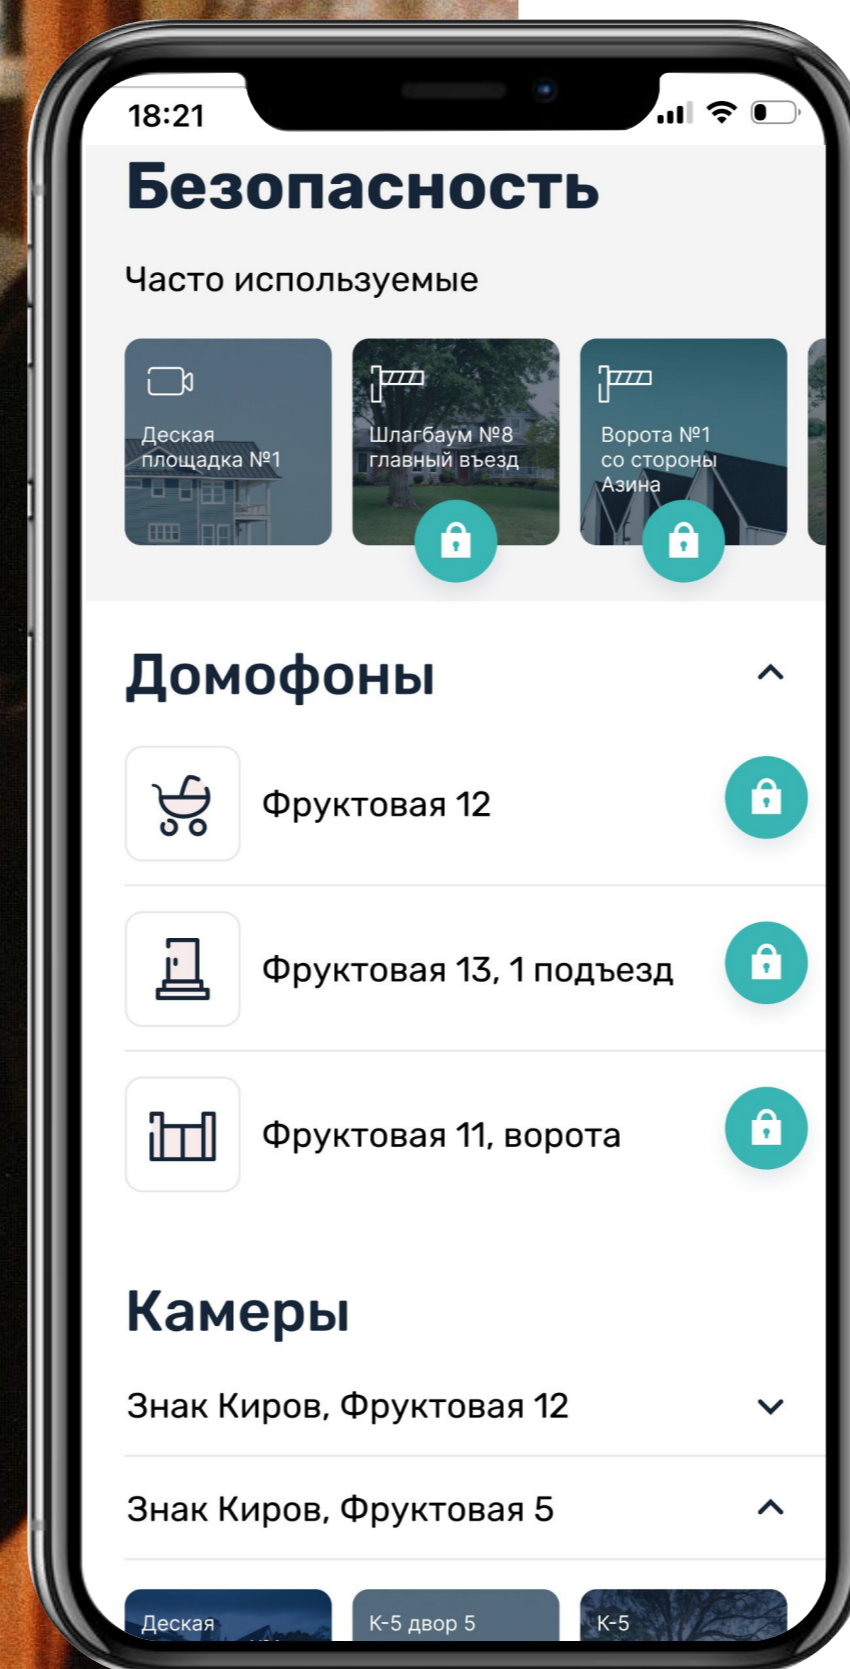 18:21
Безопасность
Часто используемые
Деская
площадка №1
Шлагбаум №8
главный въезд
Ворота №1
со стороны
Азина
Домофоны
Фруктовая 12
Фруктовая 13, 1 подъезд
Фруктовая 11, ворота
Камеры
Знак Киров, Фруктовая 12
Знак Киров, Фруктовая 5
Деская
К-5 двор 5
К-5